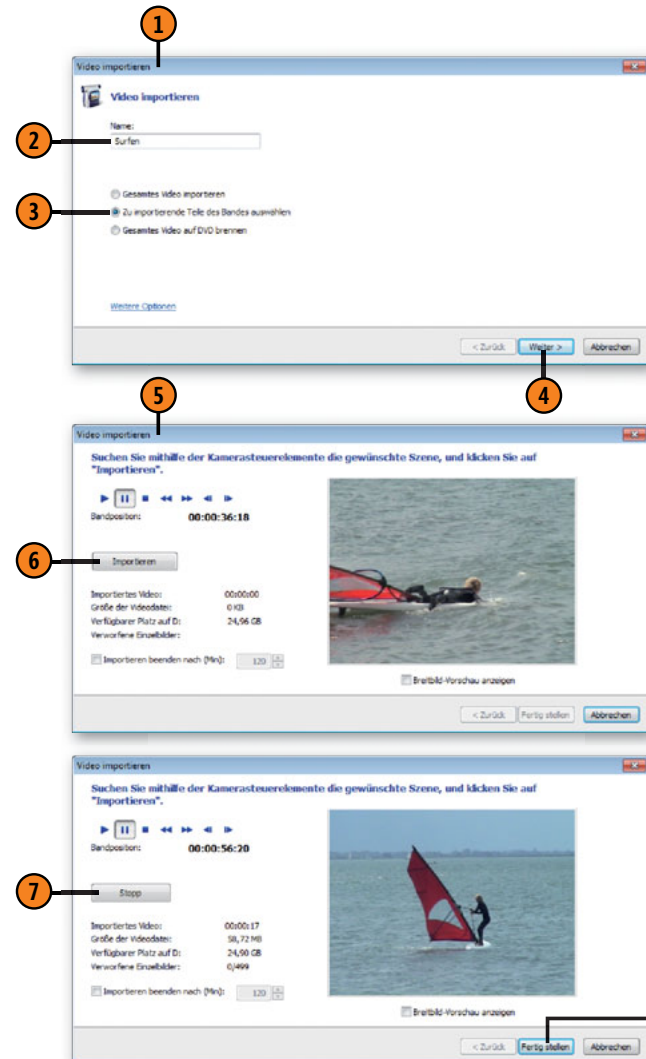 1
Video importieren
Video importieren
Name:
2
Surfen
Gesamtes Video importieren
3
Zu importierende Teile des Bandes auswählen
Gesamtes Video auf DVD brennen
Weitere Optionen
< Zurück Weiter > Abbrechen
4
5
Video importieren
Suchen Sie mithilfe der Kamerasteuerelemente die gewünschte Szene, und klicken Sie auf
"Importieren".
Bandposition: 00:00:36:18
6
Importieren
Importiertes Video: 00:00:00
Größe der Videodatei: 0 KB
Verfügbarer Platz auf D: 24,96 GB
Verworfene Einzelbilder:
Importieren beenden nach (Min): 120
Breitbild-Vorschau anzeigen
< Zurück Fertig stellen Abbrechen
Video importieren
Suchen Sie mithilfe der Kamerasteuerelemente die gewünschte Szene, und klicken Sie auf
"Importieren".
Bandposition: 00:00:56:20
7
Stopp
Importiertes Video: 00:00:17
Größe der Videodatei: 58,72 MB
Verfügbarer Platz auf D: 24,90 GB
Verworfene Einzelbilder: 0/499
Importieren beenden nach (Min): 120
Breitbild-Vorschau anzeigen
< Zurück Fertig stellen Abbrechen